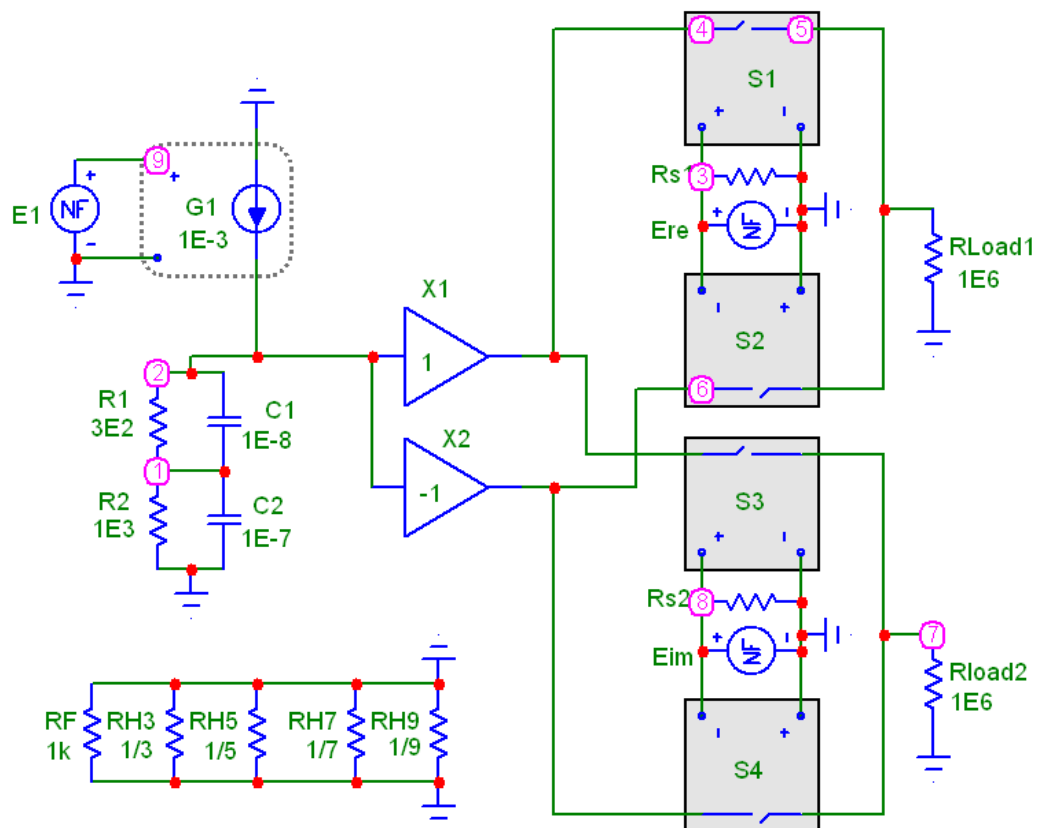 4
5
S1
+
-
9
+
+
NF
E1
-
G1
1E-3
Rs1
3
+
NF
-
Ere
RLoad1
1E6
-
+
S2
6
X1
1
2
R1
3E2
C1
1E-8
1
X2
-1
R2
1E3
C2
1E-7
S3
+
-
Rs2
8
+
NF
-
Eim
7
Rload2
1E6
-
+
S4
RF
1k
RH3
1/3
RH5
1/5
RH7
1/7
RH9
1/9